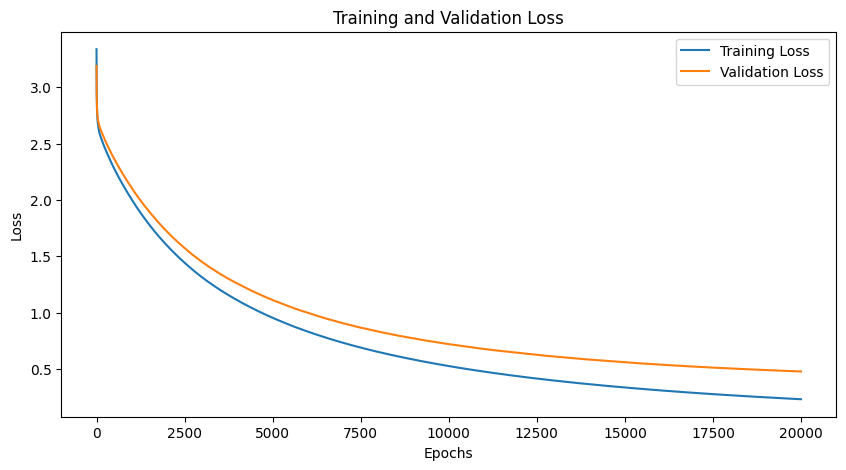 Training and Validation Loss
Training Loss
Validation Loss
Loss
3.0
2.5
2.0
1.5
1.0
0.5
0 2500 5000 7500 10000 12500 15000 17500 20000
Epochs